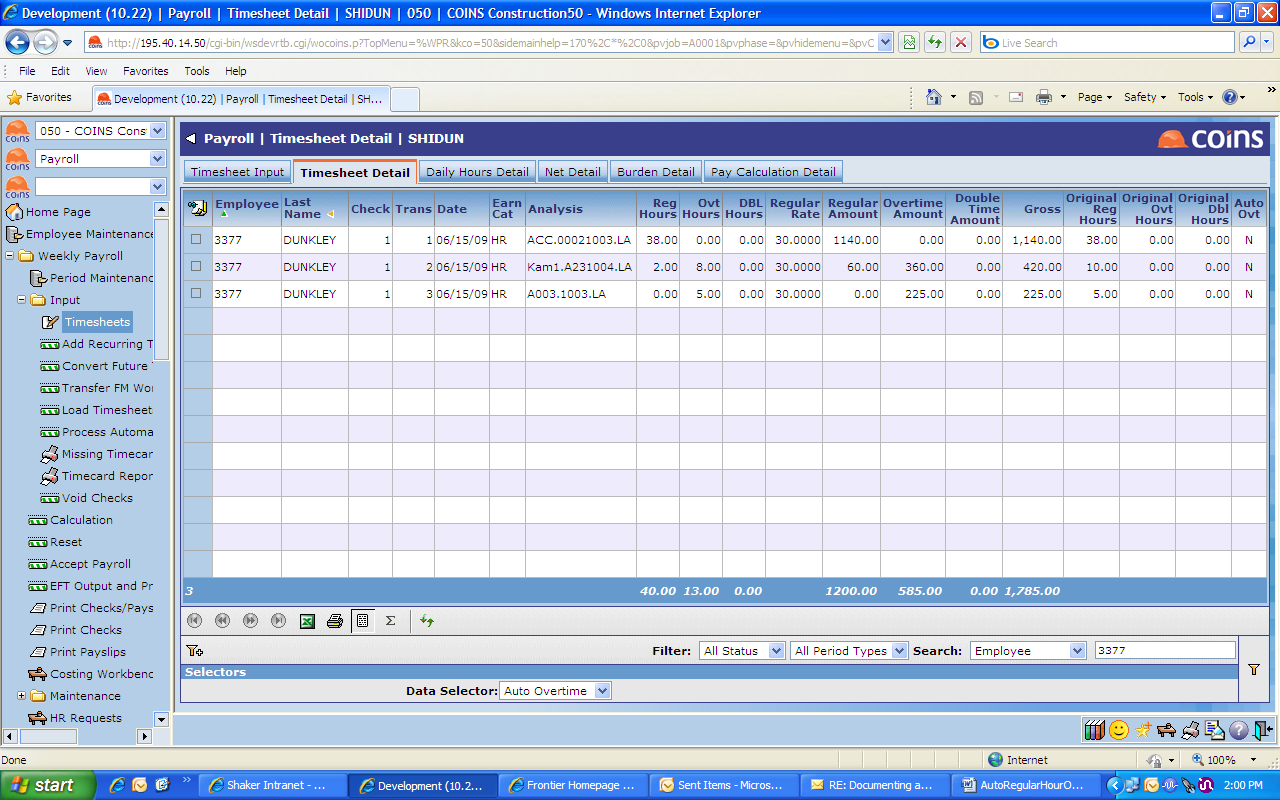 Development (10.22) | Payroll | Timesheet Detail | SHIDUN | 050 | COINS Construction50 - Windows Internet Explorer
http://195.40.14.50/cgi-bin/wsdevrtb.cgi/wocoins.p?TopMenu=%WPR&kco=50&sidemainhelp=170%2C*%2C0&pvjob=A0001&pvphase=&pvhidemenu=&pvC
Live Search
File Edit View Favorites Tools Help
Favorites
Development (10.22) | Payroll | Timesheet Detail | SH...
Page Safety Tools
coins
050 - COINS Cons
coins
Payroll
coins
Home Page
Employee Maintenance
Weekly Payroll
Period Maintenanc
Input
Timesheets
Add Recurring T
Convert Future
Transfer FM Wor
Load Timesheet
Process Automa
Missing Timecar
Timecard Repor
Void Checks
Calculation
Reset
Accept Payroll
EFT Output and Pr
Print Checks/Pays
Print Checks
Print Payslips
Costing Workbenc
Maintenance
HR Requests
Payroll | Timesheet Detail | SHIDUN
coins
Timesheet Input Timesheet Detail Daily Hours Detail Net Detail Burden Detail Pay Calculation Detail
Employee Last Name Check Trans Date Earn Cat Analysis Reg Hours Ovt Hours DBL Hours Regular Rate Regular Amount Overtime Amount Double Time Amount Gross Original Reg Hours Original Ovt Hours Original Dbl Hours Auto Ovt
3377 DUNKLEY 1 1 06/15/09 HR ACC.00021003.LA 38.00 0.00 0.00 30.0000 1140.00 0.00 0.00 1,140.00 38.00 0.00 0.00 N
3377 DUNKLEY 1 2 06/15/09 HR Kam1.A231004.LA 2.00 8.00 0.00 30.0000 60.00 360.00 0.00 420.00 10.00 0.00 0.00 N
3377 DUNKLEY 1 3 06/15/09 HR A003.1003.LA 0.00 5.00 0.00 30.0000 0.00 225.00 0.00 225.00 5.00 0.00 0.00 N
3 40.00 13.00 0.00 1200.00 585.00 0.00 1,785.00
Filter: All Status All Period Types Search: Employee 3377
Selectors
Data Selector: Auto Overtime
Done
Internet
100%
start
Shaker Intranet - ...
Development (10.2...
Frontier Homepage ...
Sent Items - Micros...
RE: Documenting a...
AutoRegularHourO...
2:00 PM